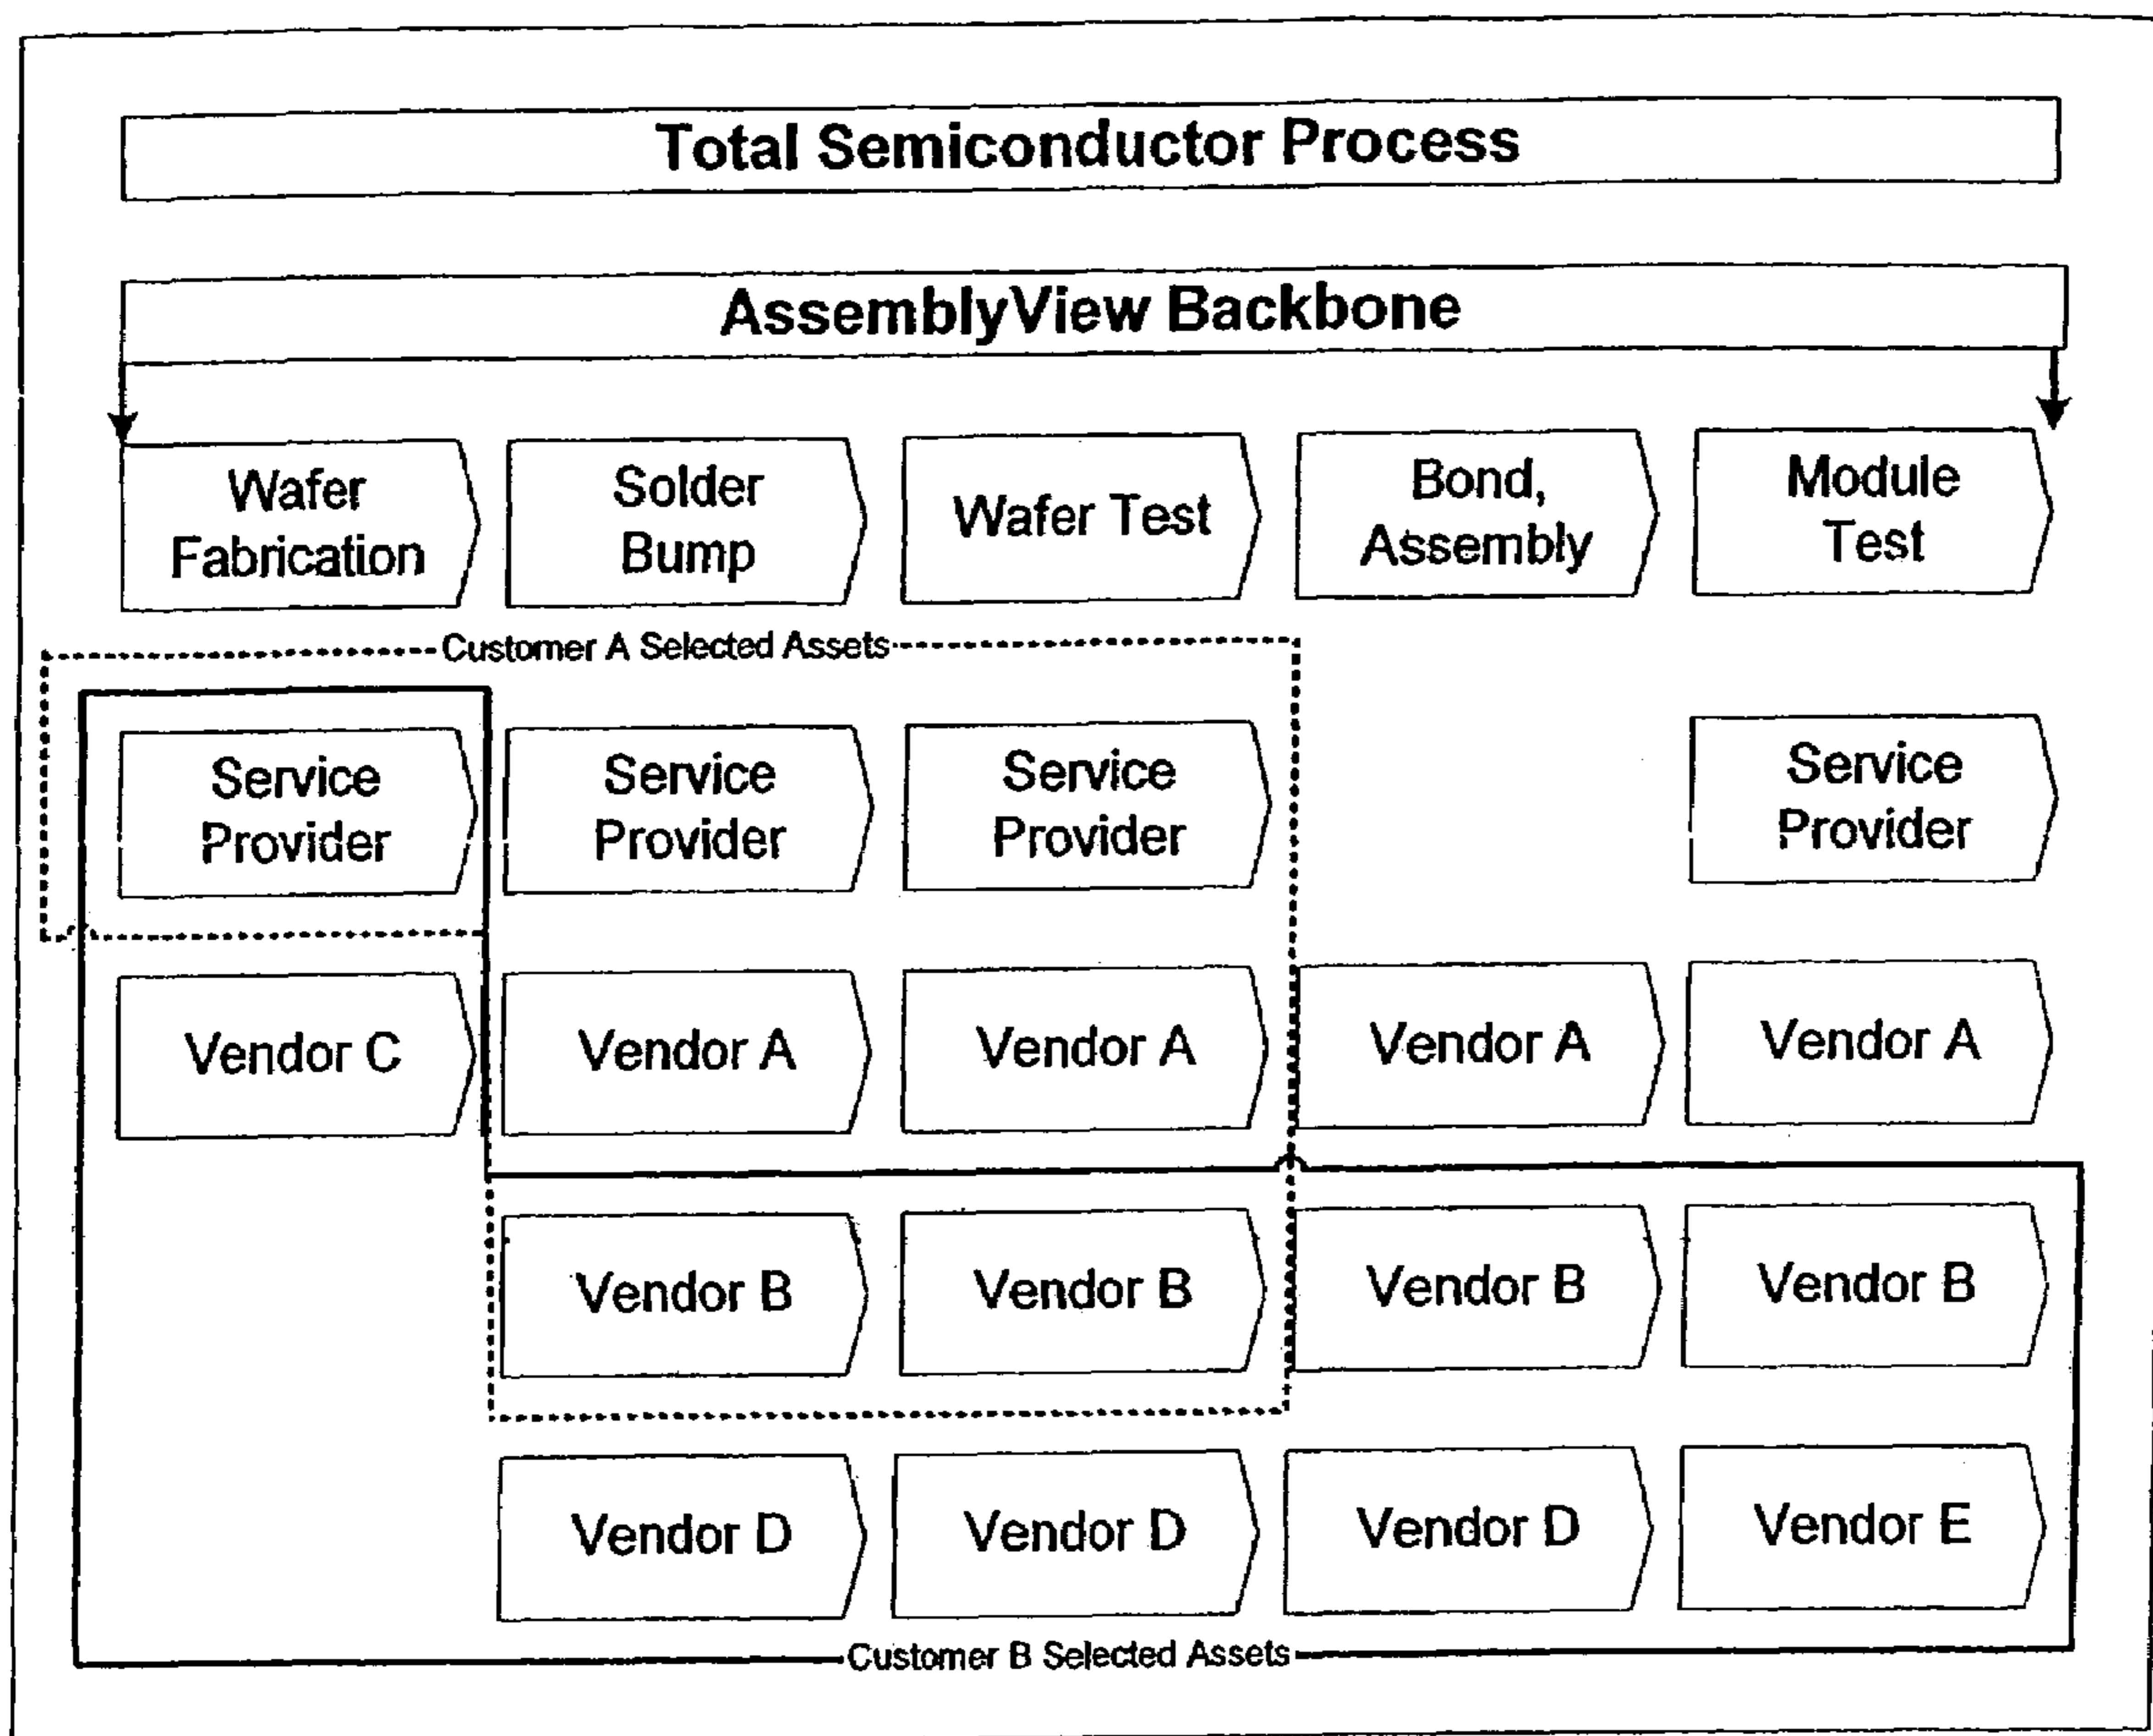 Total Semiconductor Process
AssemblyView Backbone
Wafer
Fabrication
Solder
Bump
Wafer Test
Bond,
Assembly
Module
Test
Customer A Selected Assets
Service
Provider
Service
Provider
Service
Provider
Service
Provider
Vendor C
Vendor A
Vendor A
Vendor A
Vendor A
Vendor B
Vendor B
Vendor B
Vendor B
Vendor D
Vendor D
Vendor D
Vendor E
Customer B Selected Assets